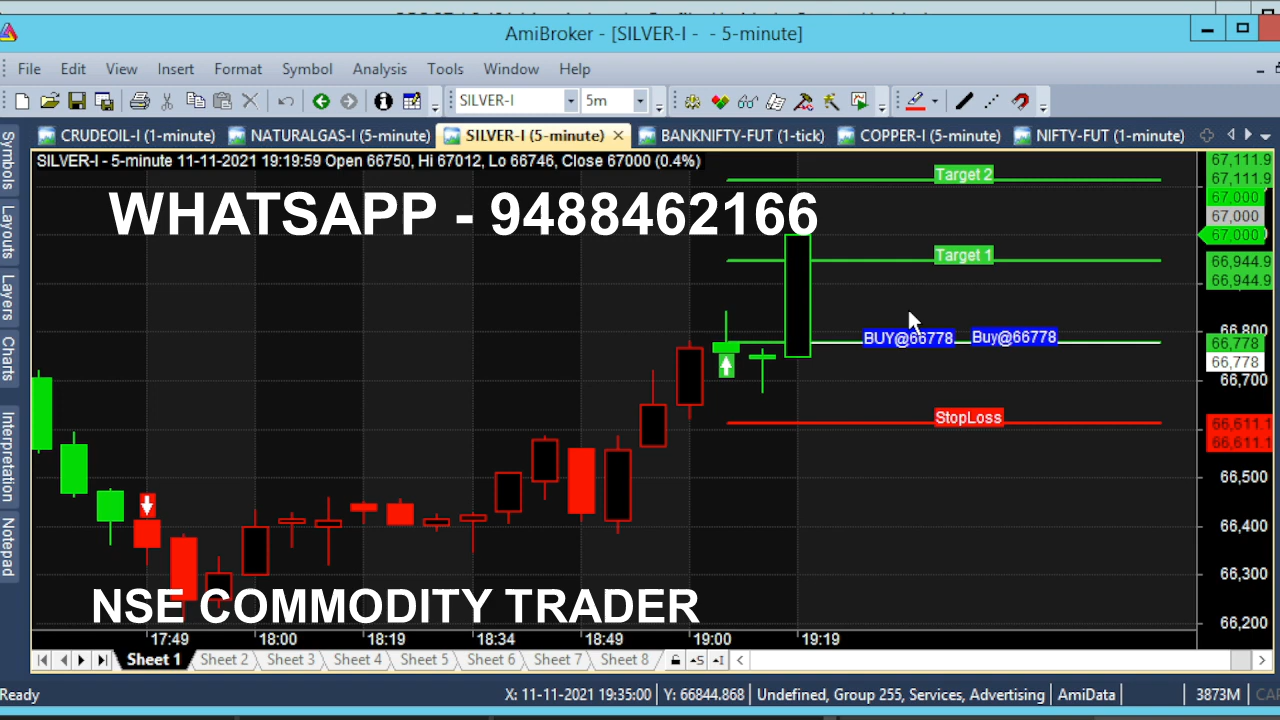 AmiBroker - [SILVER-I - - 5-minute]
File Edit View Insert Format Symbol Analysis Tools Window Help
SILVER-I 5m
CRUDEOIL-I (1-minute) NATURALGAS-I (5-minute) SILVER-I (5-minute) BANKNIFTY-FUT (1-tick) COPPER-I (5-minute) NIFTY-FUT (1-minute)
Symbols
Layouts
Layers
Charts
Interpretation
Notepad
SILVER-I - 5-minute 11-11-2021 19:19:59 Open 66750, Hi 67012, Lo 66746, Close 67000 (0.4%)
WHATSAPP - 9488462166
Target 2
Target 1
BUY@66778 Buy@66778
StopLoss
67,111.9
67,111.9
67,000
67,000
67,000
66,944.9
66,944.9
66,800
66,778
66,778
66,700
66,611.1
66,611.1
66,500
66,400
66,300
66,200
NSE COMMODITY TRADER
17:49 18:00 18:19 18:34 18:49 19:00 19:19
Sheet 1 Sheet 2 Sheet 3 Sheet 4 Sheet 5 Sheet 6 Sheet 7 Sheet 8
Ready X: 11-11-2021 19:35:00 Y: 66844.868 Undefined, Group 255, Services, Advertising AmiData 3873M CAP